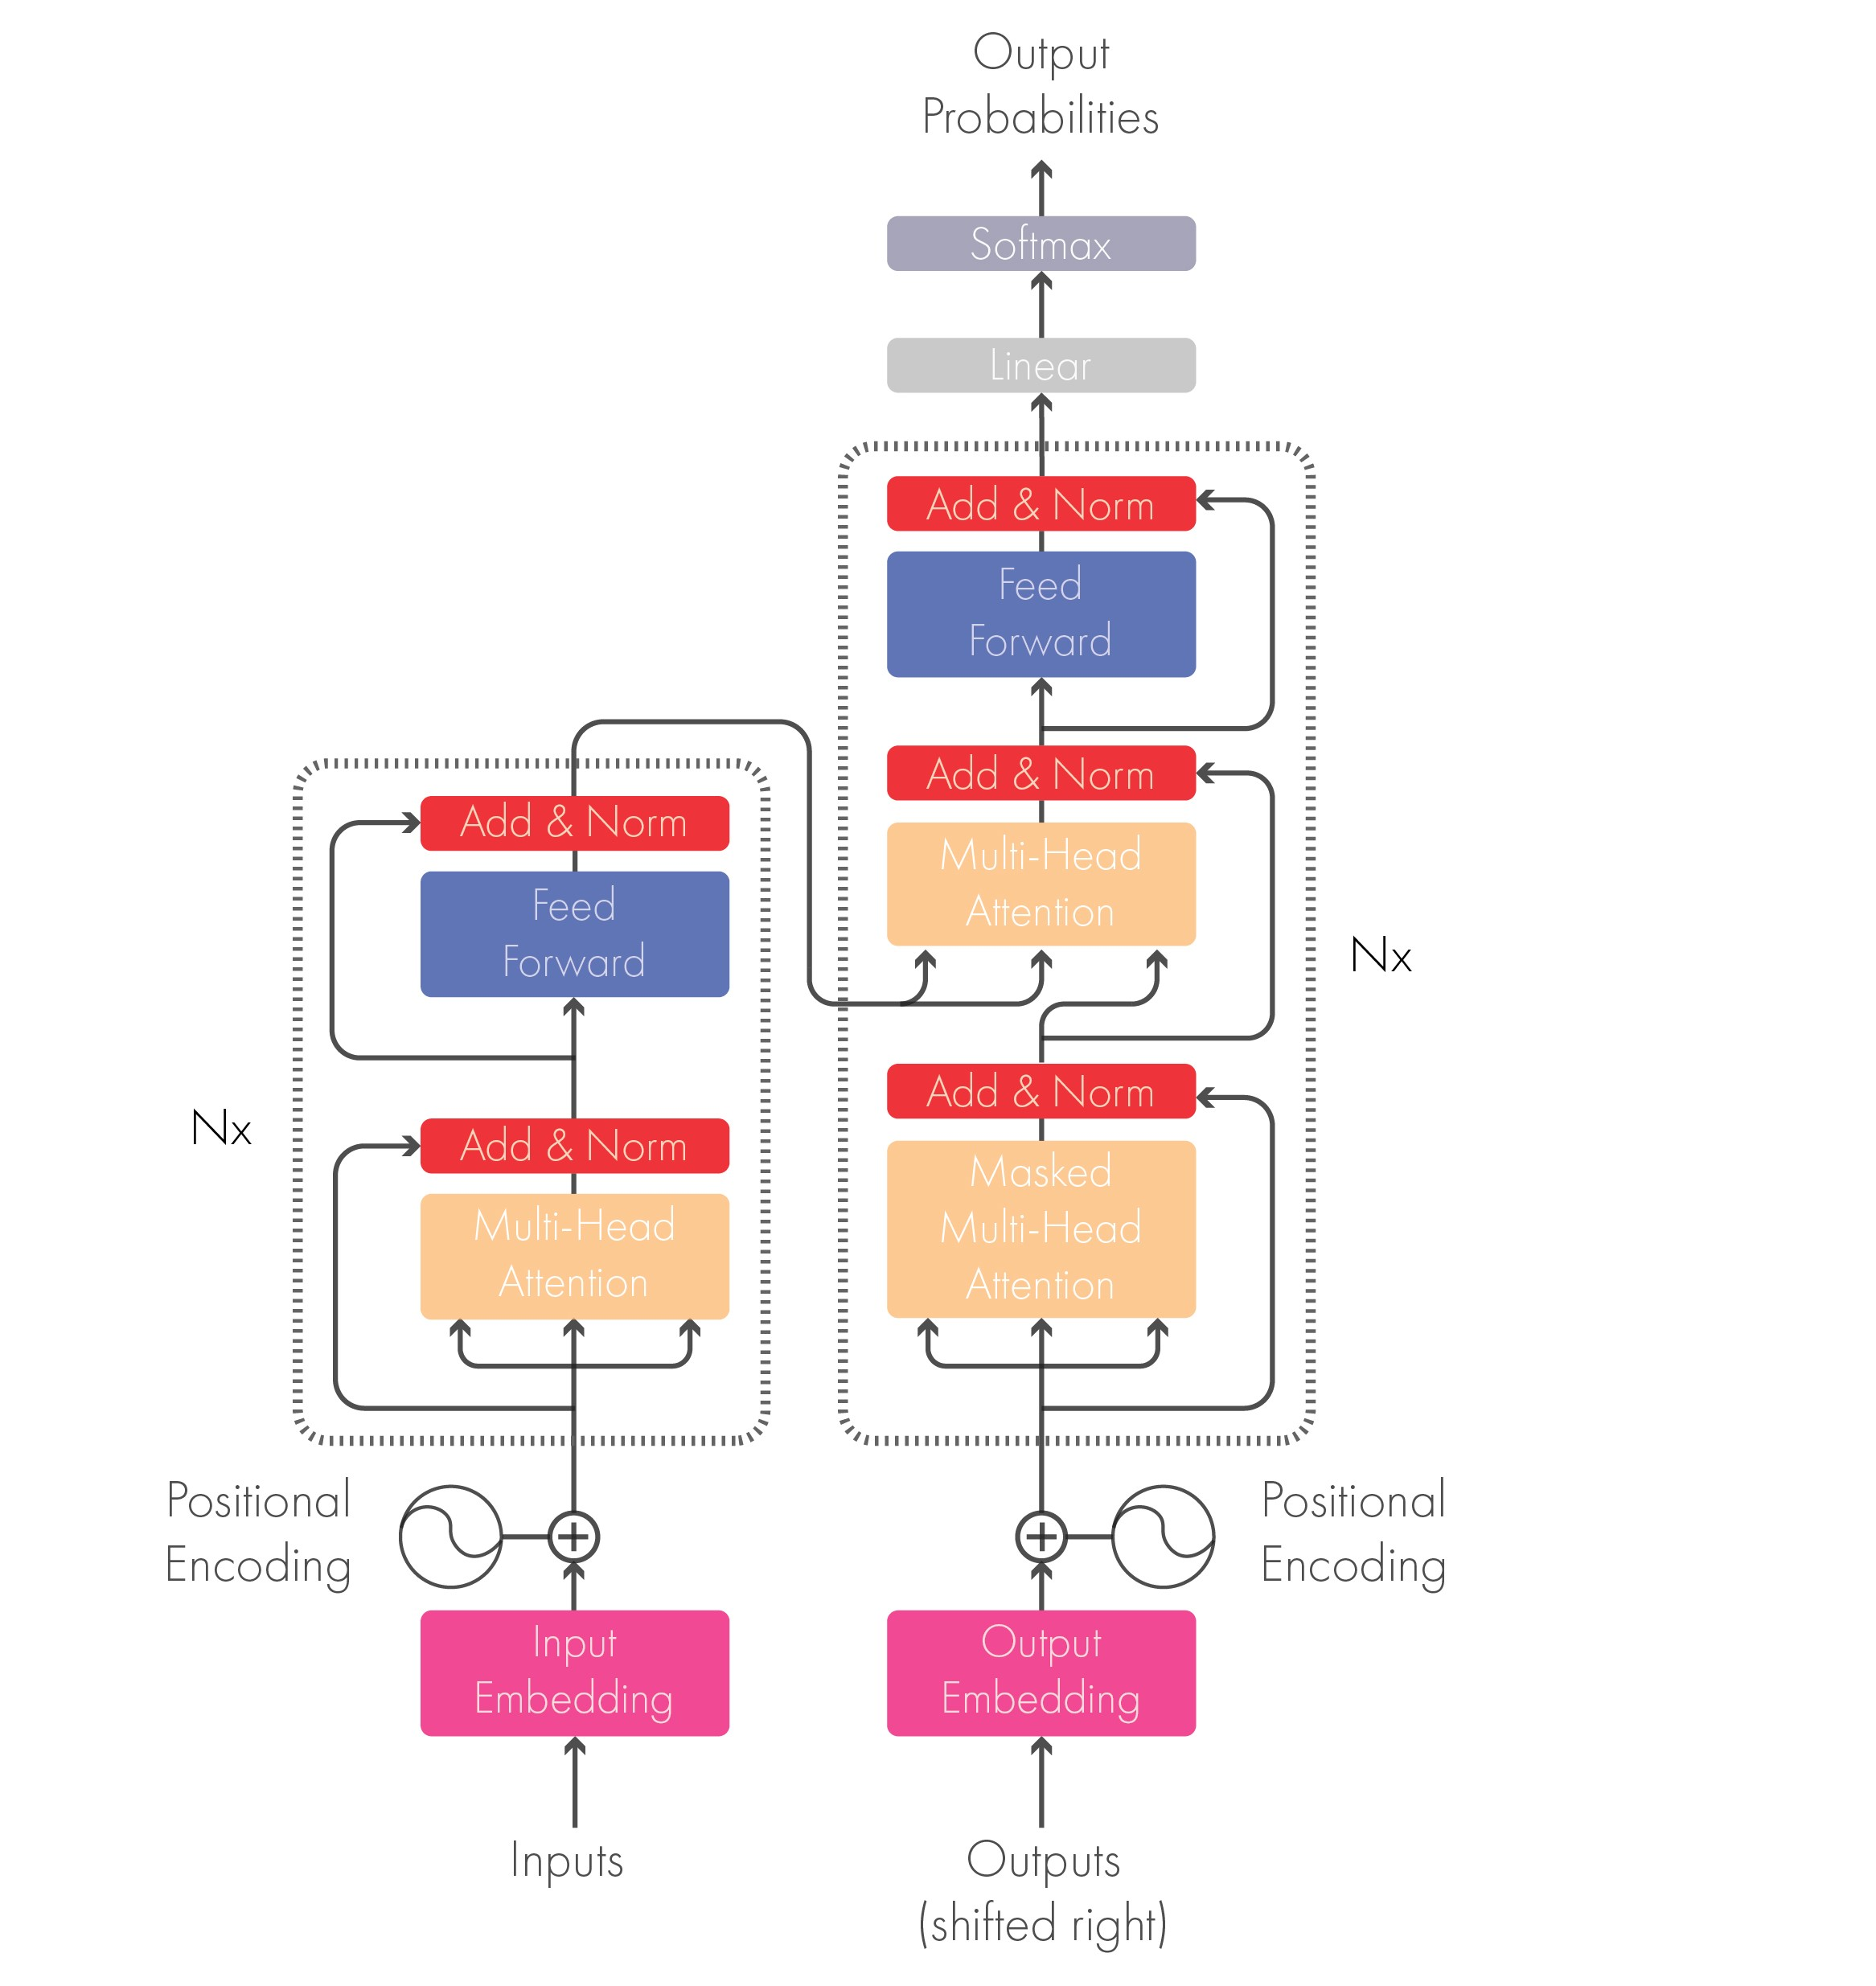 Output
Probabilities
Softmax
Linear
Add & Norm
Feed
Forward
Add & Norm
Multi-Head
Attention
Nx
Add & Norm
Masked
Multi-Head
Attention
Add & Norm
Feed
Forward
Nx
Add & Norm
Multi-Head
Attention
Positional
Encoding
Positional
Encoding
Input
Embedding
Output
Embedding
Inputs
Outputs
(shifted right)